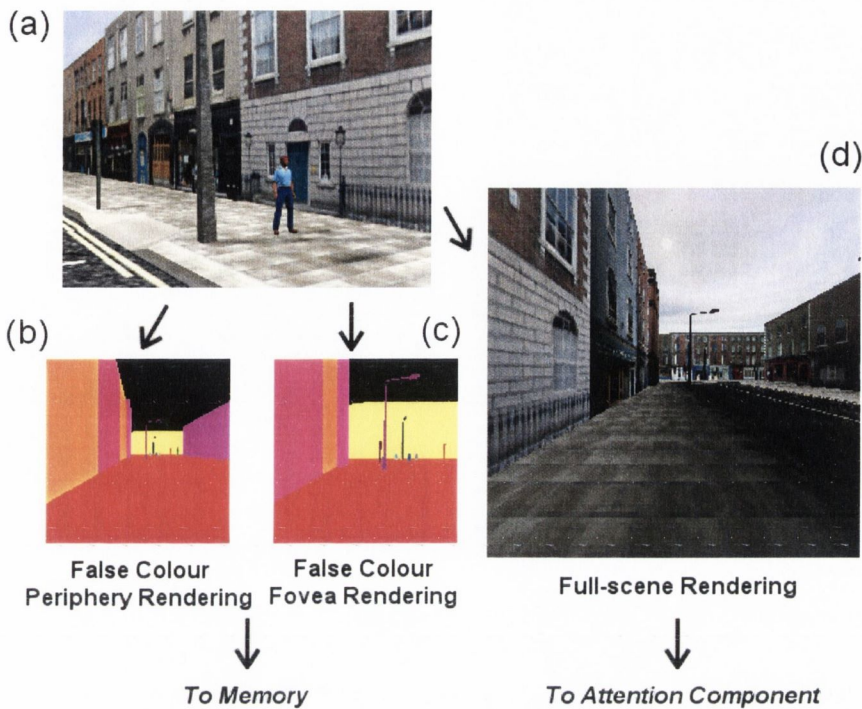 (a)
(d)
(b)
(c)
False Colour
Periphery Rendering
False Colour
Fovea Rendering
Full-scene Rendering
To Memory
To Attention Component